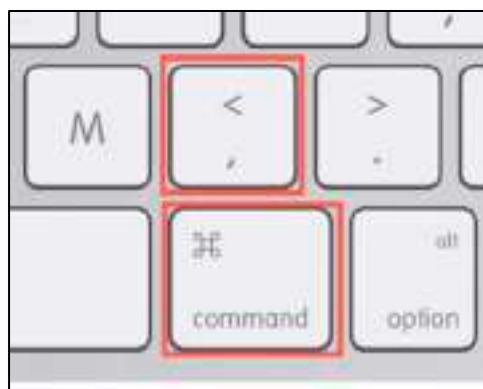 M < >
, .
⌘ alt
command option